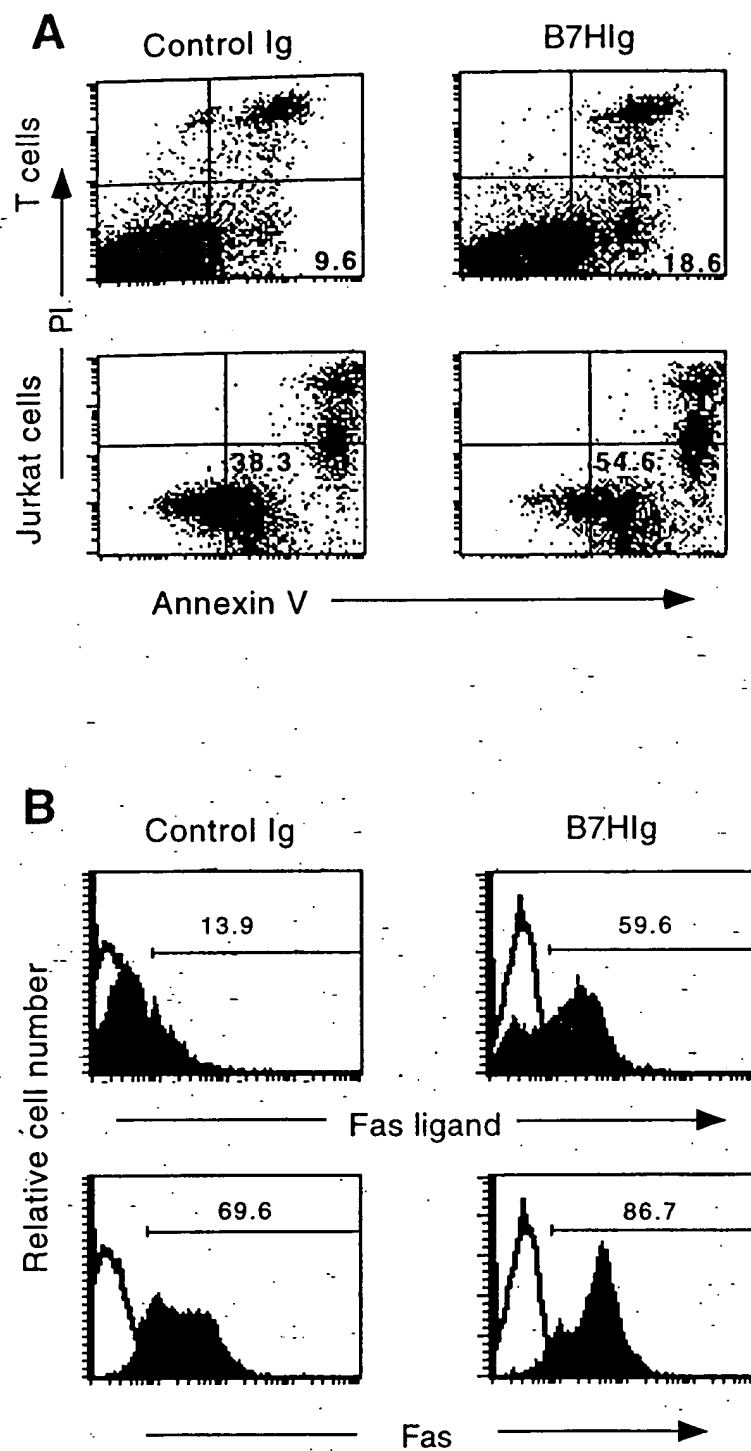 A
Control Ig
B7HIg
T cells
9.6
18.6
PI
Jurkat cells
38.3
54.6
Annexin V
B
Control Ig
B7HIg
13.9
59.6
Relative cell number
Fas ligand
69.6
86.7
Fas